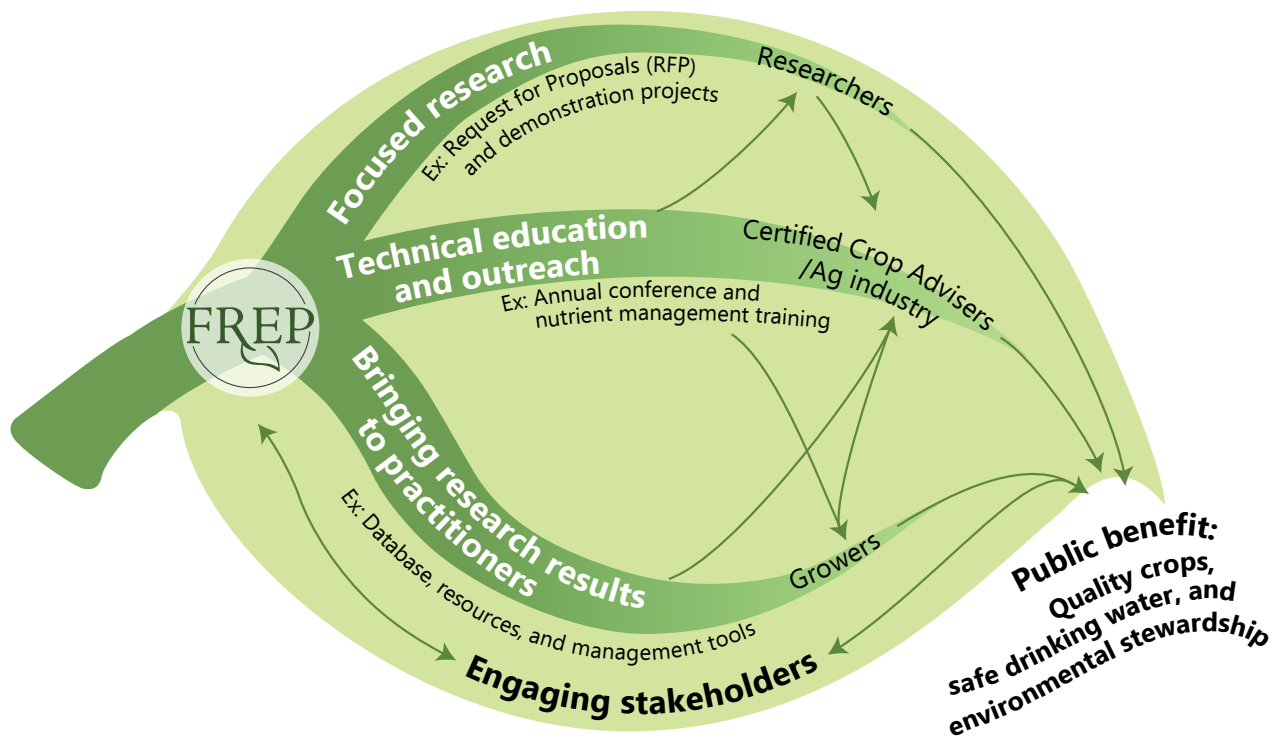 Focused research
Ex: Request for Proposals (RFP)
and demonstration projects
Researchers
Technical education
and outreach
Ex: Annual conference and
nutrient management training
Certified Crop Advisers
/Ag industry
FREP
Bringing research results
to practitioners
Ex: Database, resources, and management tools
Growers
Engaging stakeholders
Public benefit:
Quality crops,
safe drinking water, and
environmental stewardship